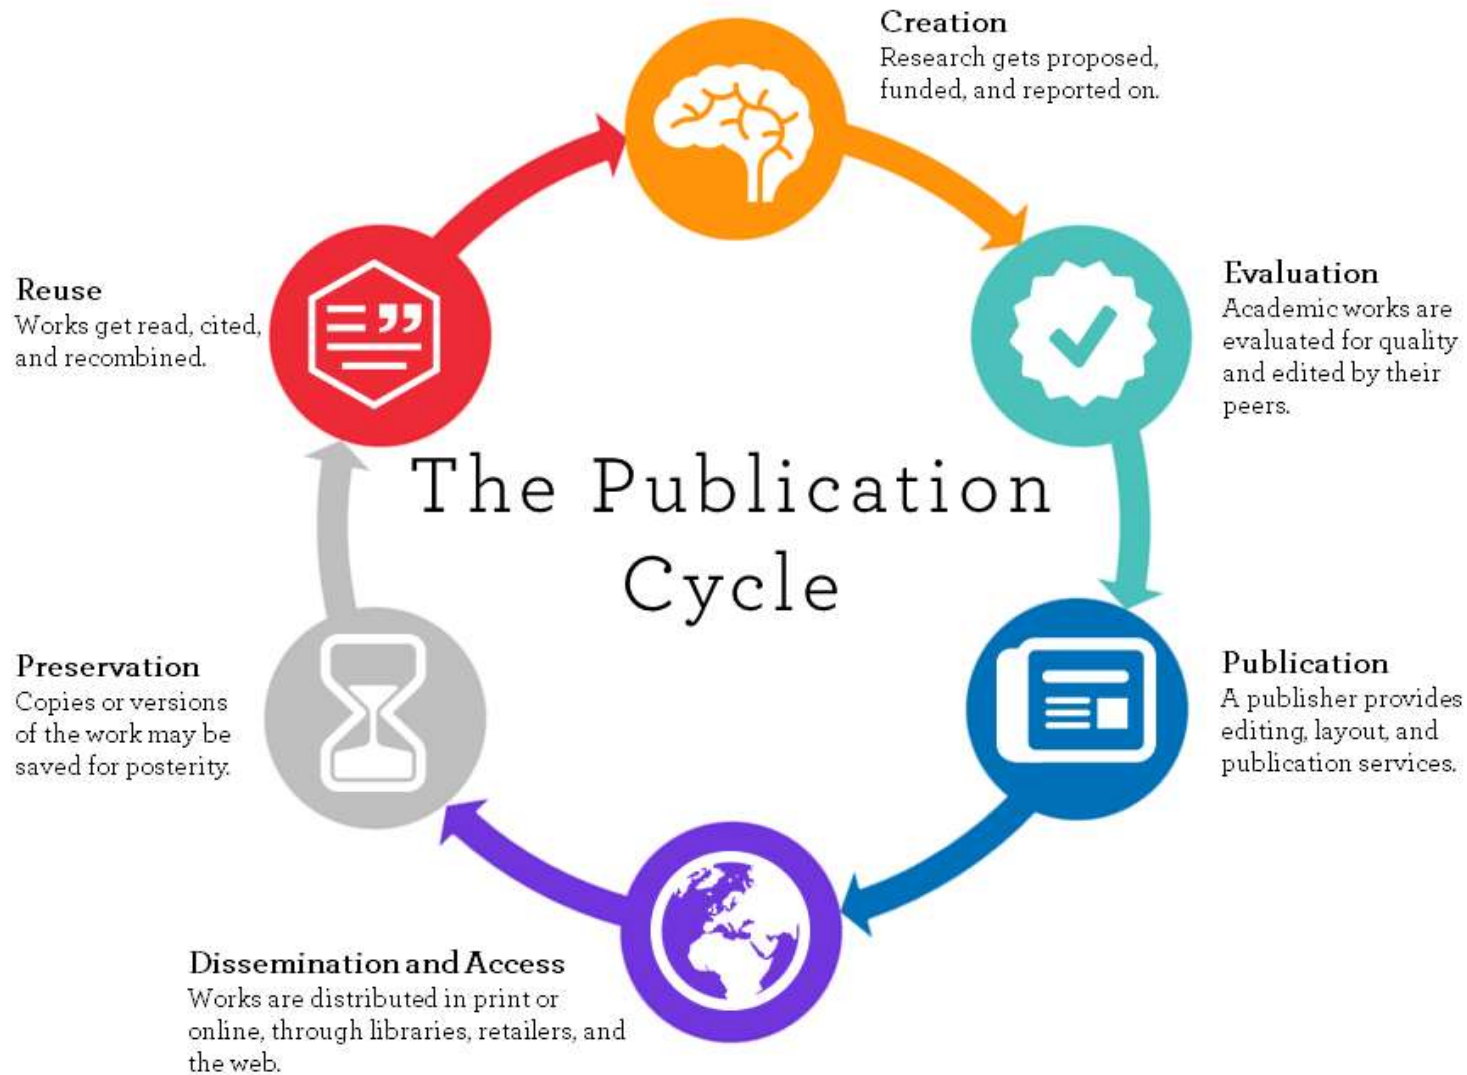 Creation
Research gets proposed,
funded, and reported on.
Evaluation
Academic works are
evaluated for quality
and edited by their
peers.
Publication
A publisher provides
editing, layout, and
publication services.
Dissemination and Access
Works are distributed in print or
online, through libraries, retailers, and
the web.
Preservation
Copies or versions
of the work may be
saved for posterity.
Reuse
Works get read, cited,
and recombined.
The Publication
Cycle